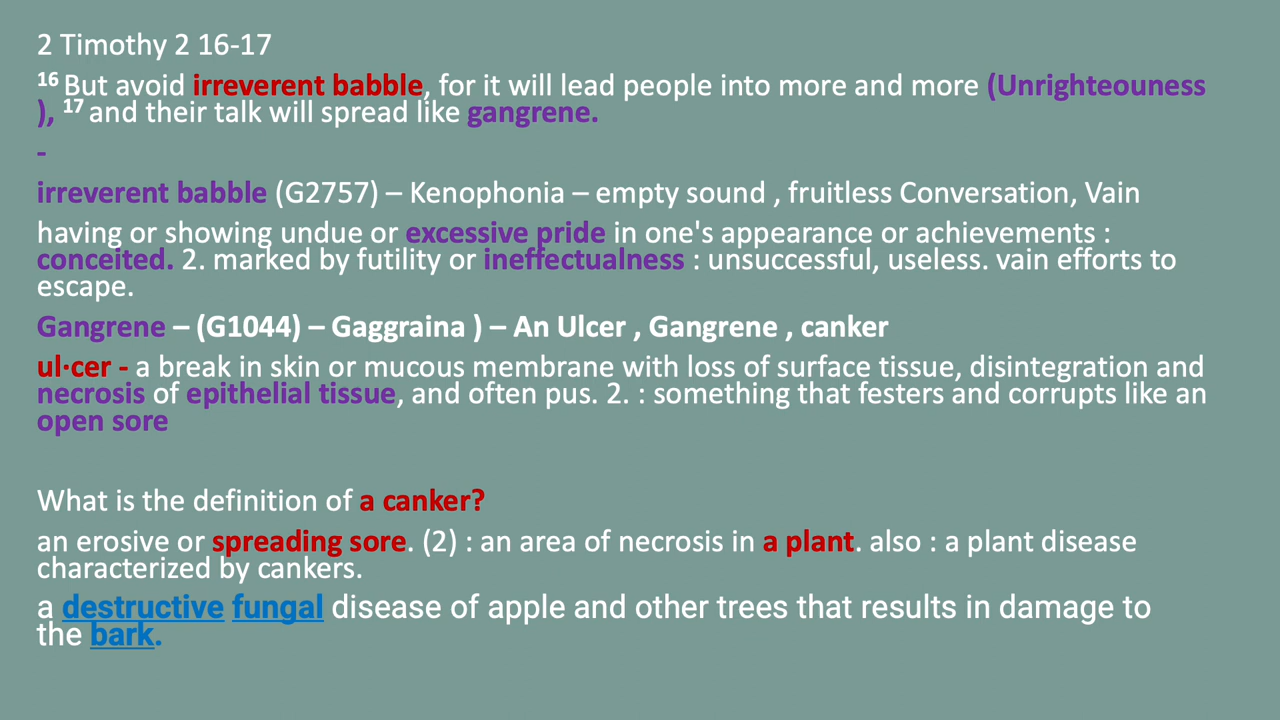 2 Timothy 2 16-17
16 But avoid irreverent babble, for it will lead people into more and more (Unrighteouness
), 17 and their talk will spread like gangrene.
-
irreverent babble (G2757) – Kenophonia – empty sound , fruitless Conversation, Vain
having or showing undue or excessive pride in one's appearance or achievements :
conceited. 2. marked by futility or ineffectualness : unsuccessful, useless. vain efforts to
escape.
Gangrene – (G1044) – Gaggraina ) – An Ulcer , Gangrene , canker
ul·cer - a break in skin or mucous membrane with loss of surface tissue, disintegration and
necrosis of epithelial tissue, and often pus. 2. : something that festers and corrupts like an
open sore
What is the definition of a canker?
an erosive or spreading sore. (2) : an area of necrosis in a plant. also : a plant disease
characterized by cankers.
a destructive fungal disease of apple and other trees that results in damage to
the bark.